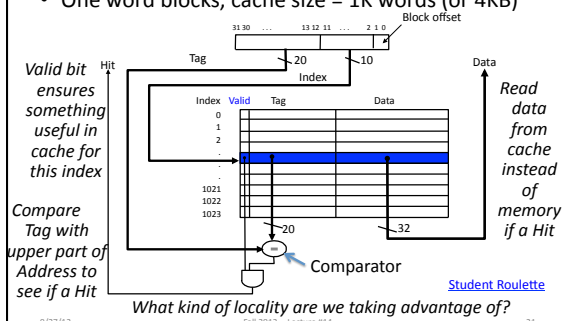 • One word blocks, cache size = 1K words (or 4KB)
Block offset
31 30 . . . 13 12 11 . . . 2 1 0
Hit
Tag
20
10
Data
Index
Valid bit
ensures
something
useful in
cache for
this index
Read
data
from
cache
instead
of
memory
if a Hit
Index Valid Tag Data
0
1
2
.
.
.
1021
1022
1023
20
32
Compare
Tag with
upper part of
Address to
see if a Hit
=
Comparator
Student Roulette
What kind of locality are we taking advantage of?